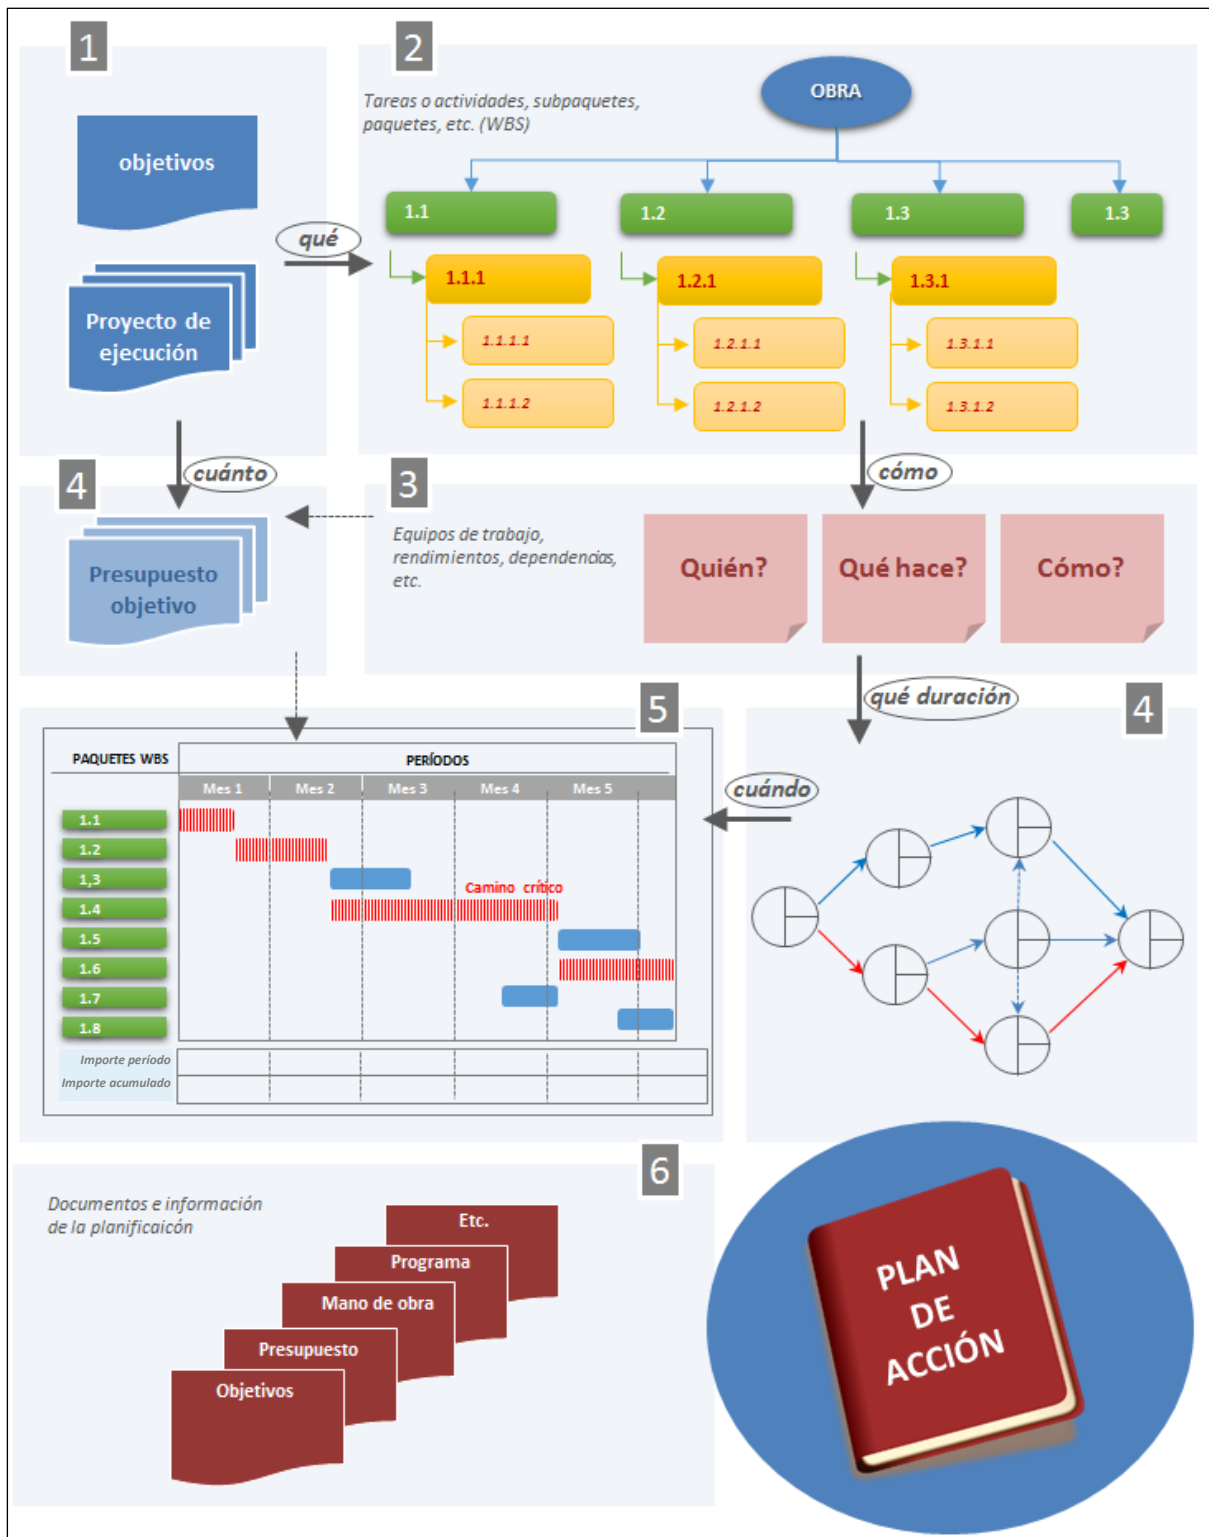 1
objetivos
Proyecto de
ejecución
qué
2
Tareas o actividades, subpaquetes,
paquetes, etc. (WBS)
OBRA
1.1
1.2
1.3
1.3
1.1.1
1.2.1
1.3.1
1.1.1.1
1.2.1.1
1.3.1.1
1.1.1.2
1.2.1.2
1.3.1.2
cuánto
cómo
4
Presupuesto
objetivo
3
Equipos de trabajo,
rendimientos, dependencias,
etc.
Quién?
Qué hace?
Cómo?
qué duración
5
PAQUETES WBS
PERÍODOS
Mes 1
Mes 2
Mes 3
Mes 4
Mes 5
1.1
1.2
1,3
Camino crítico
1.4
1.5
1.6
1.7
1.8
Importe período
Importe acumulado
cuándo
4
6
Documentos e información
de la planificaicón
Etc.
Programa
Mano de obra
Presupuesto
Objetivos
PLAN
DE
ACCIÓN